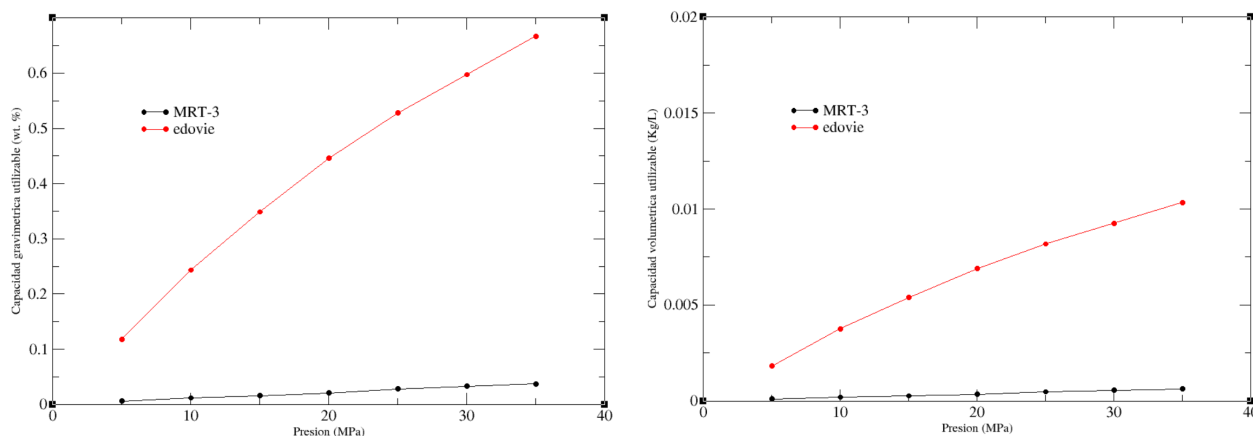 Capacidad gravimetrica utilizable (wt. %)
0.6
0.5
0.4
0.3
0.2
0.1
0
MRT-3
edovie
0 10 20 30 40
Presion (MPa)
Capacidad volumetrica utilizable (Kg/L)
0.02
0.015
0.01
0.005
0
MRT-3
edovie
0 10 20 30 40
Presion (MPa)